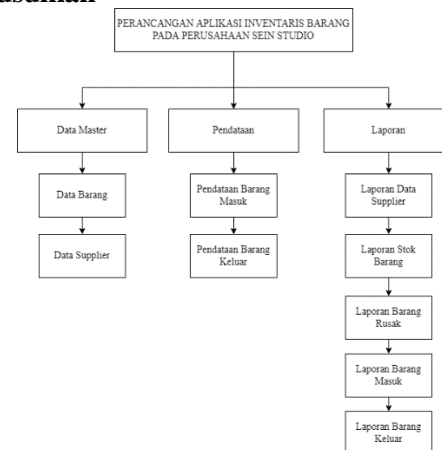 PERANCANGAN APLIKASI INVENTARIS BARANG
PADA PERUSAHAAN SEIN STUDIO
Data Master
Pendataan
Laporan
Data Barang
Pendataan Barang
Masuk
Laporan Data
Supplier
Data Supplier
Pendataan Barang
Keluar
Laporan Stok
Barang
Laporan Barang
Rusak
Laporan Barang
Masuk
Laporan Barang
Keluar